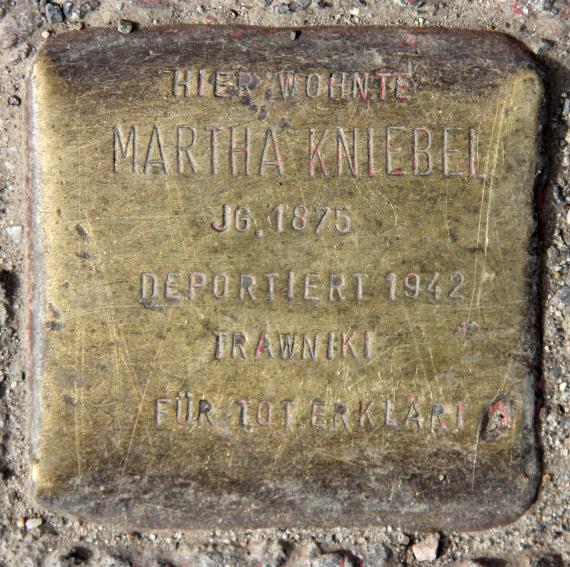 HIER WOHNTE
MARTHA KNIEBEL
JG. 1875
DEPORTIERT 1942
TRAWNIKI
FÜR TOT ERKLÄRT